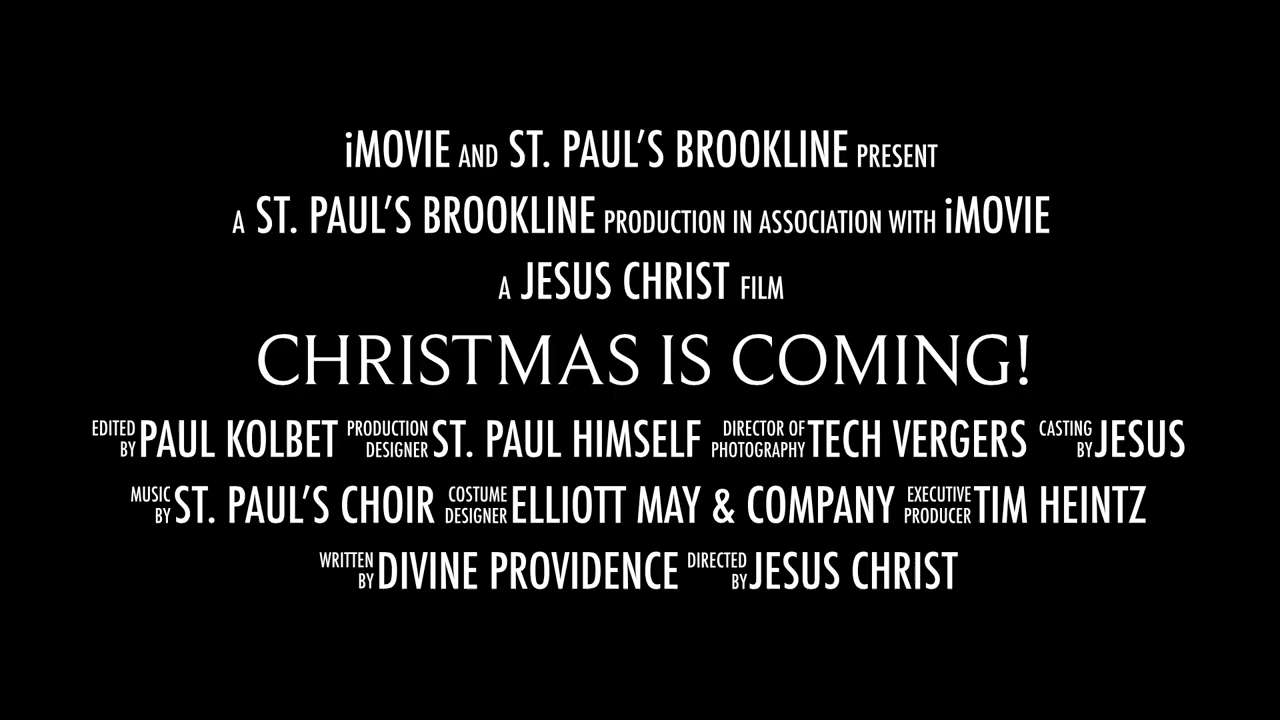 iMOVIE AND ST. PAUL'S BROOKLINE PRESENT
A ST. PAUL'S BROOKLINE PRODUCTION IN ASSOCIATION WITH iMOVIE
A JESUS CHRIST FILM
CHRISTMAS IS COMING!
EDITED BY PAUL KOLBET PRODUCTION DESIGNER ST. PAUL HIMSELF DIRECTOR OF PHOTOGRAPHY TECH VERGERS CASTING BY JESUS
MUSIC BY ST. PAUL'S CHOIR COSTUME DESIGNER ELLIOTT MAY & COMPANY EXECUTIVE PRODUCER TIM HEINTZ
WRITTEN BY DIVINE PROVIDENCE DIRECTED BY JESUS CHRIST